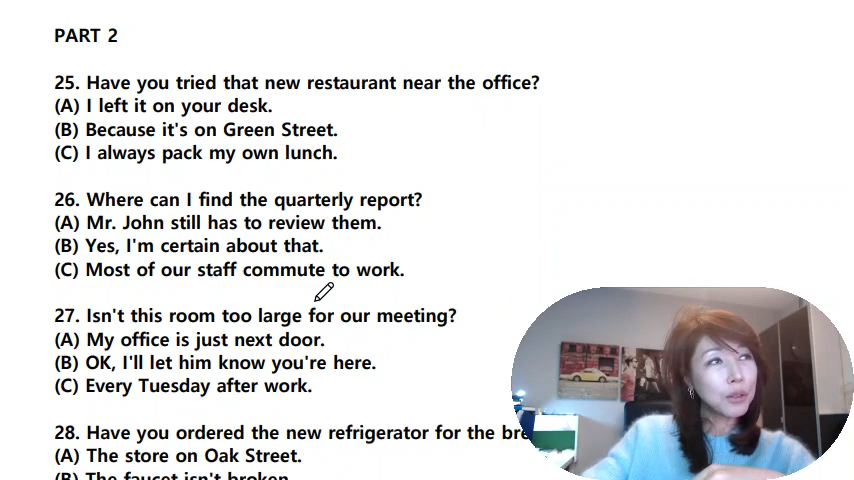 PART 2
25. Have you tried that new restaurant near the office?
(A) I left it on your desk.
(B) Because it's on Green Street.
(C) I always pack my own lunch.
26. Where can I find the quarterly report?
(A) Mr. John still has to review them.
(B) Yes, I'm certain about that.
(C) Most of our staff commute to work.
27. Isn't this room too large for our meeting?
(A) My office is just next door.
(B) OK, I'll let him know you're here.
(C) Every Tuesday after work.
28. Have you ordered the new refrigerator for the
(A) The store on Oak Street.
(B) The faucet isn't broken.